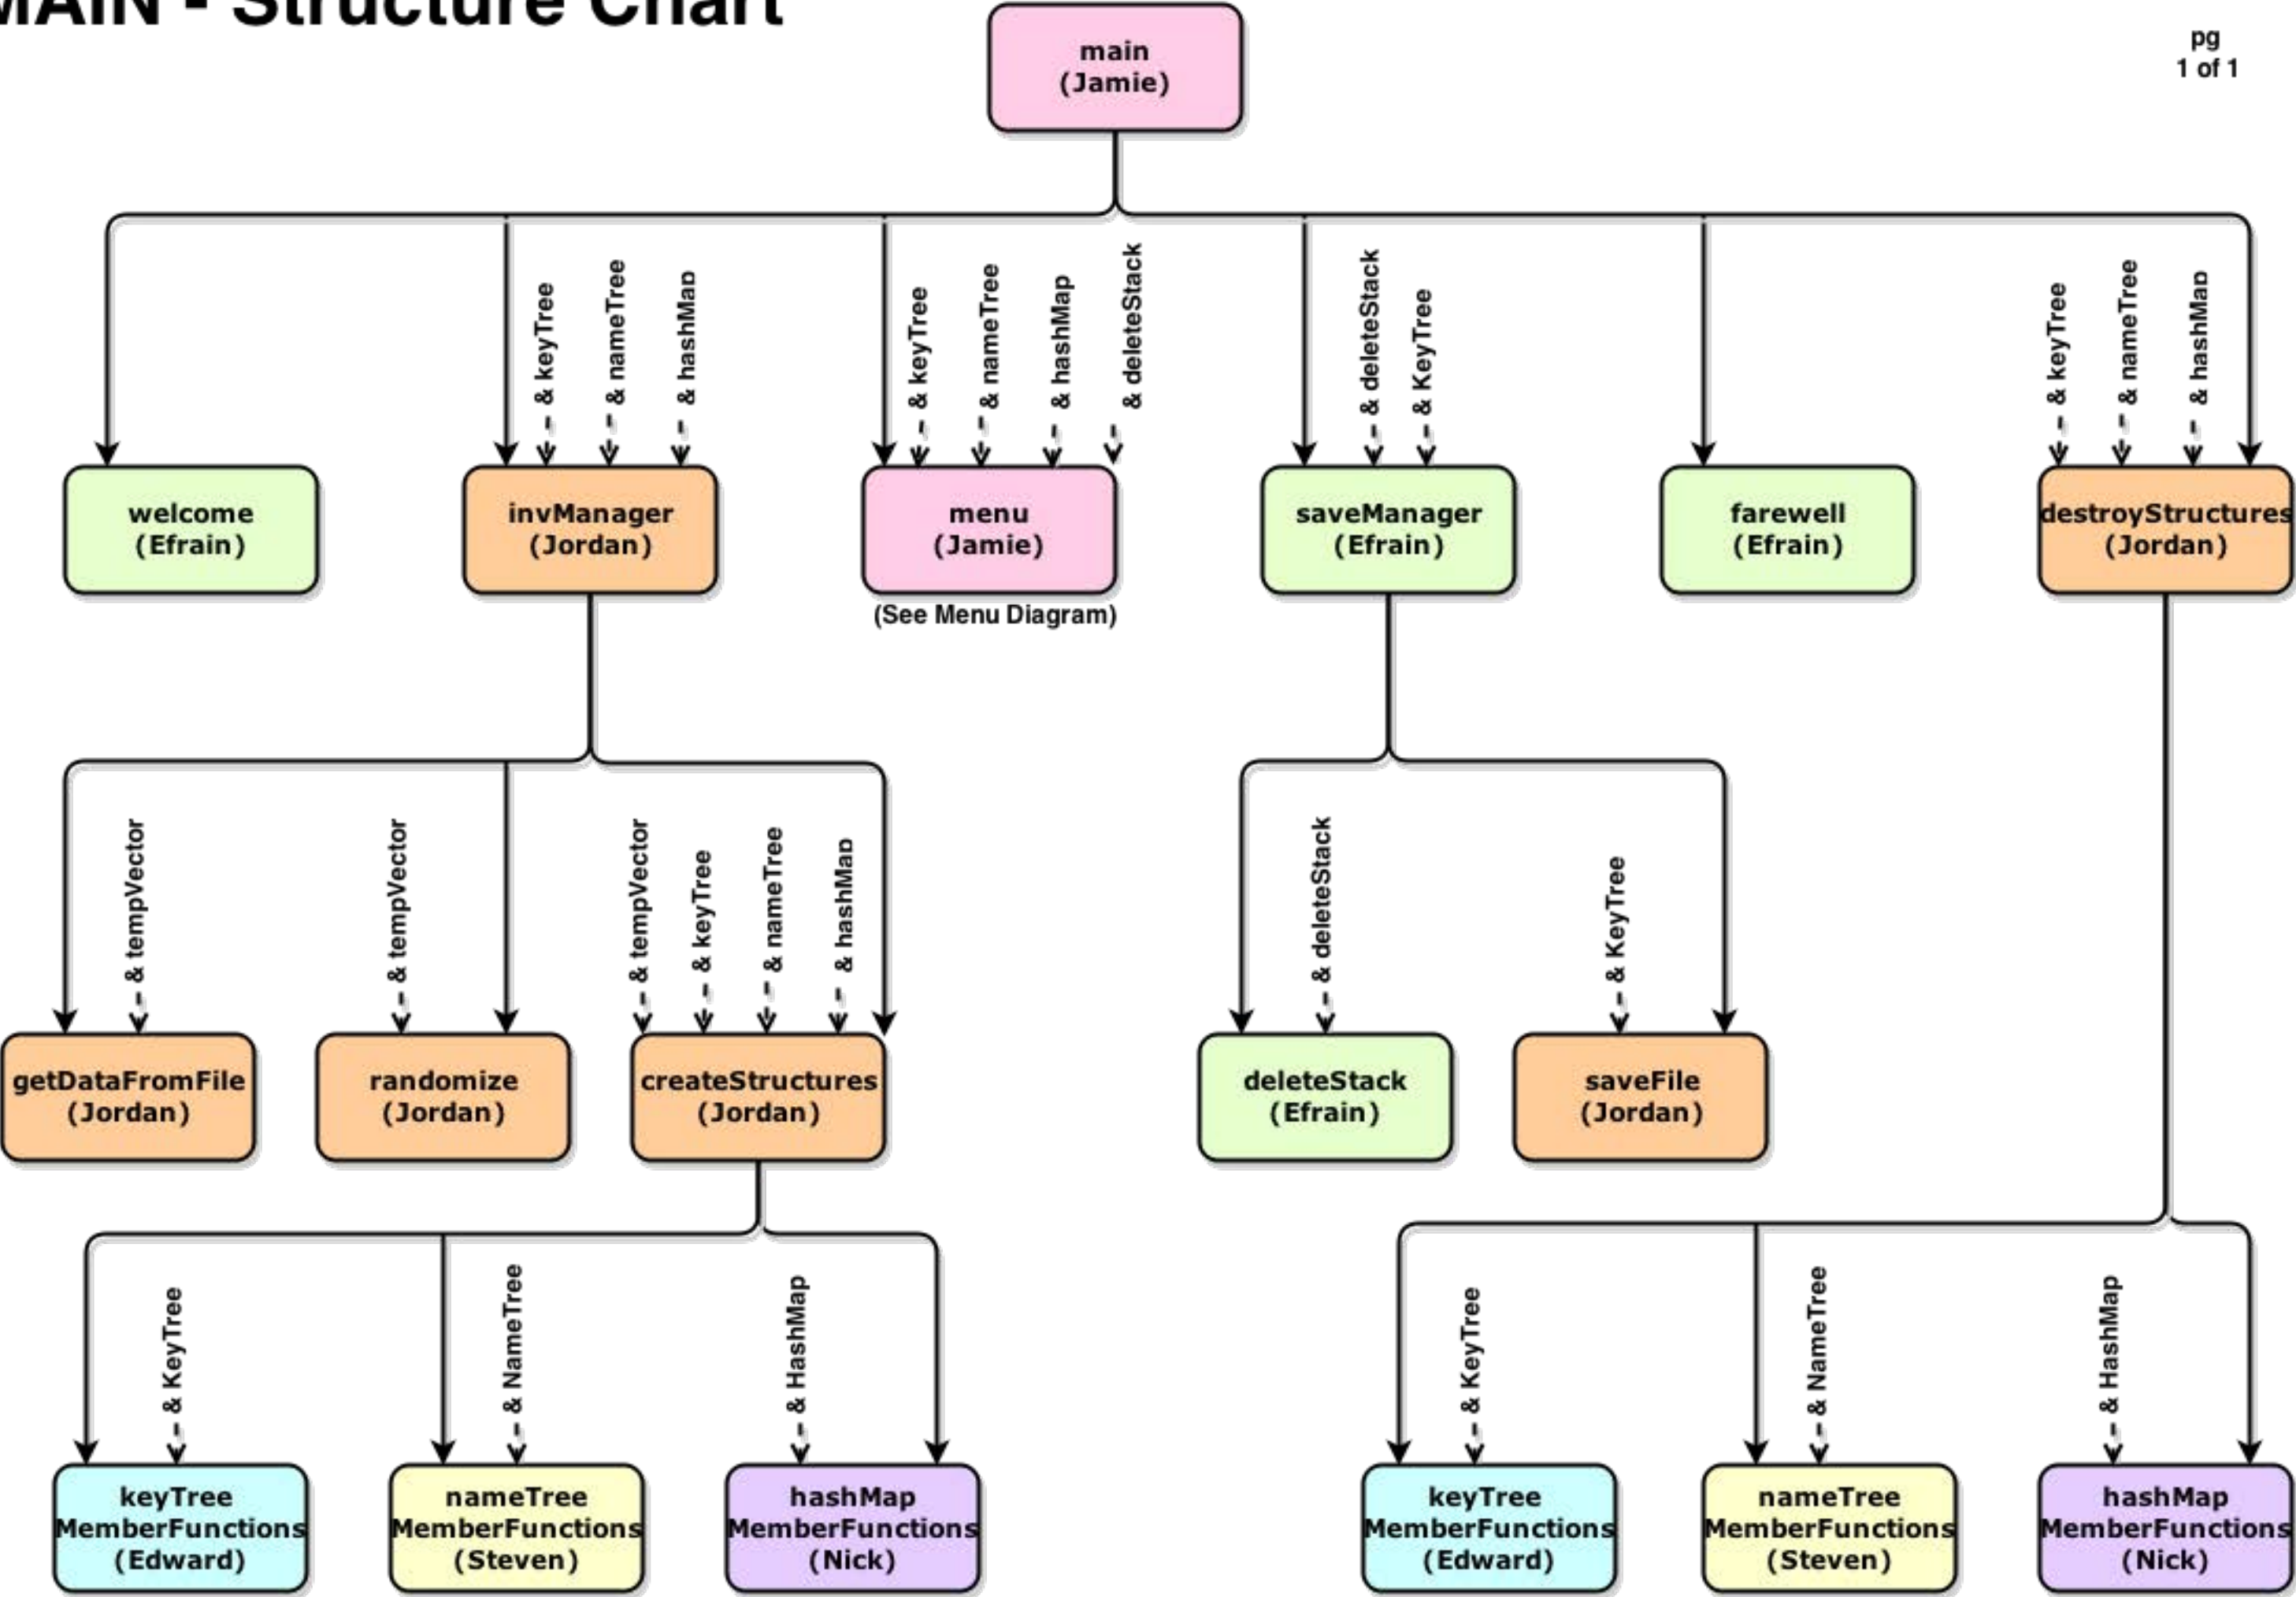 MAIN - Structure Chart
pg
1 of 1
main
(Jamie)
& keyTree
& nameTree
& hashMap
& keyTree
& nameTree
& hashMap
& deleteStack
& deleteStack
& KeyTree
& keyTree
& nameTree
& hashMap
welcome
(Efrain)
invManager
(Jordan)
menu
(Jamie)
(See Menu Diagram)
saveManager
(Efrain)
farewell
(Efrain)
destroyStructures
(Jordan)
& tempVector
& tempVector
& tempVector
& keyTree
& nameTree
& hashMap
& deleteStack
& KeyTree
getDataFromFile
(Jordan)
randomize
(Jordan)
createStructures
(Jordan)
deleteStack
(Efrain)
saveFile
(Jordan)
& KeyTree
& NameTree
& HashMap
& KeyTree
& NameTree
& HashMap
keyTree
MemberFunctions
(Edward)
nameTree
MemberFunctions
(Steven)
hashMap
MemberFunctions
(Nick)
keyTree
MemberFunctions
(Edward)
nameTree
MemberFunctions
(Steven)
hashMap
MemberFunctions
(Nick)